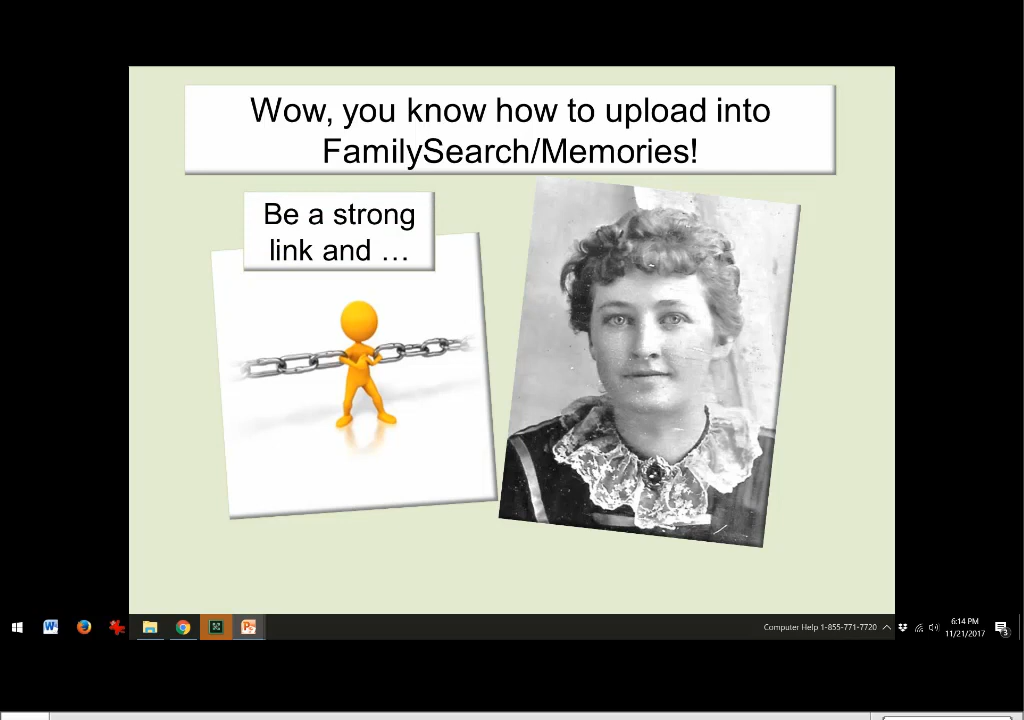 Wow, you know how to upload into
FamilySearch/Memories!
Be a strong
link and …
Computer Help 1-855-771-7720
6:14 PM
11/21/2017
3